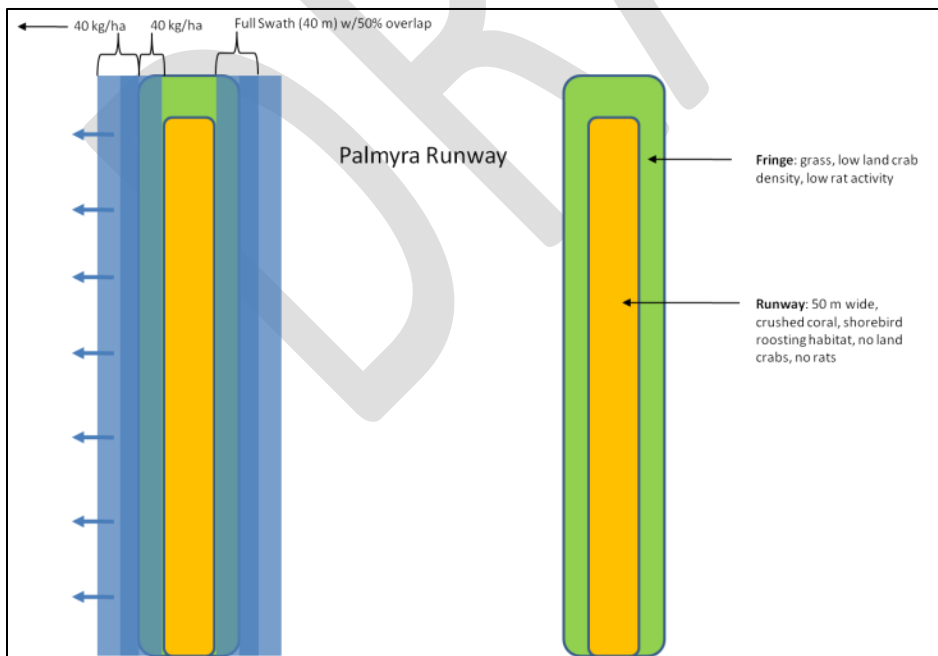 40 kg/ha
40 kg/ha
Full Swath (40 m) w/50% overlap
Palmyra Runway
Fringe: grass, low land crab
density, low rat activity
Runway: 50 m wide,
crushed coral, shorebird
roosting habitat, no land
crabs, no rats